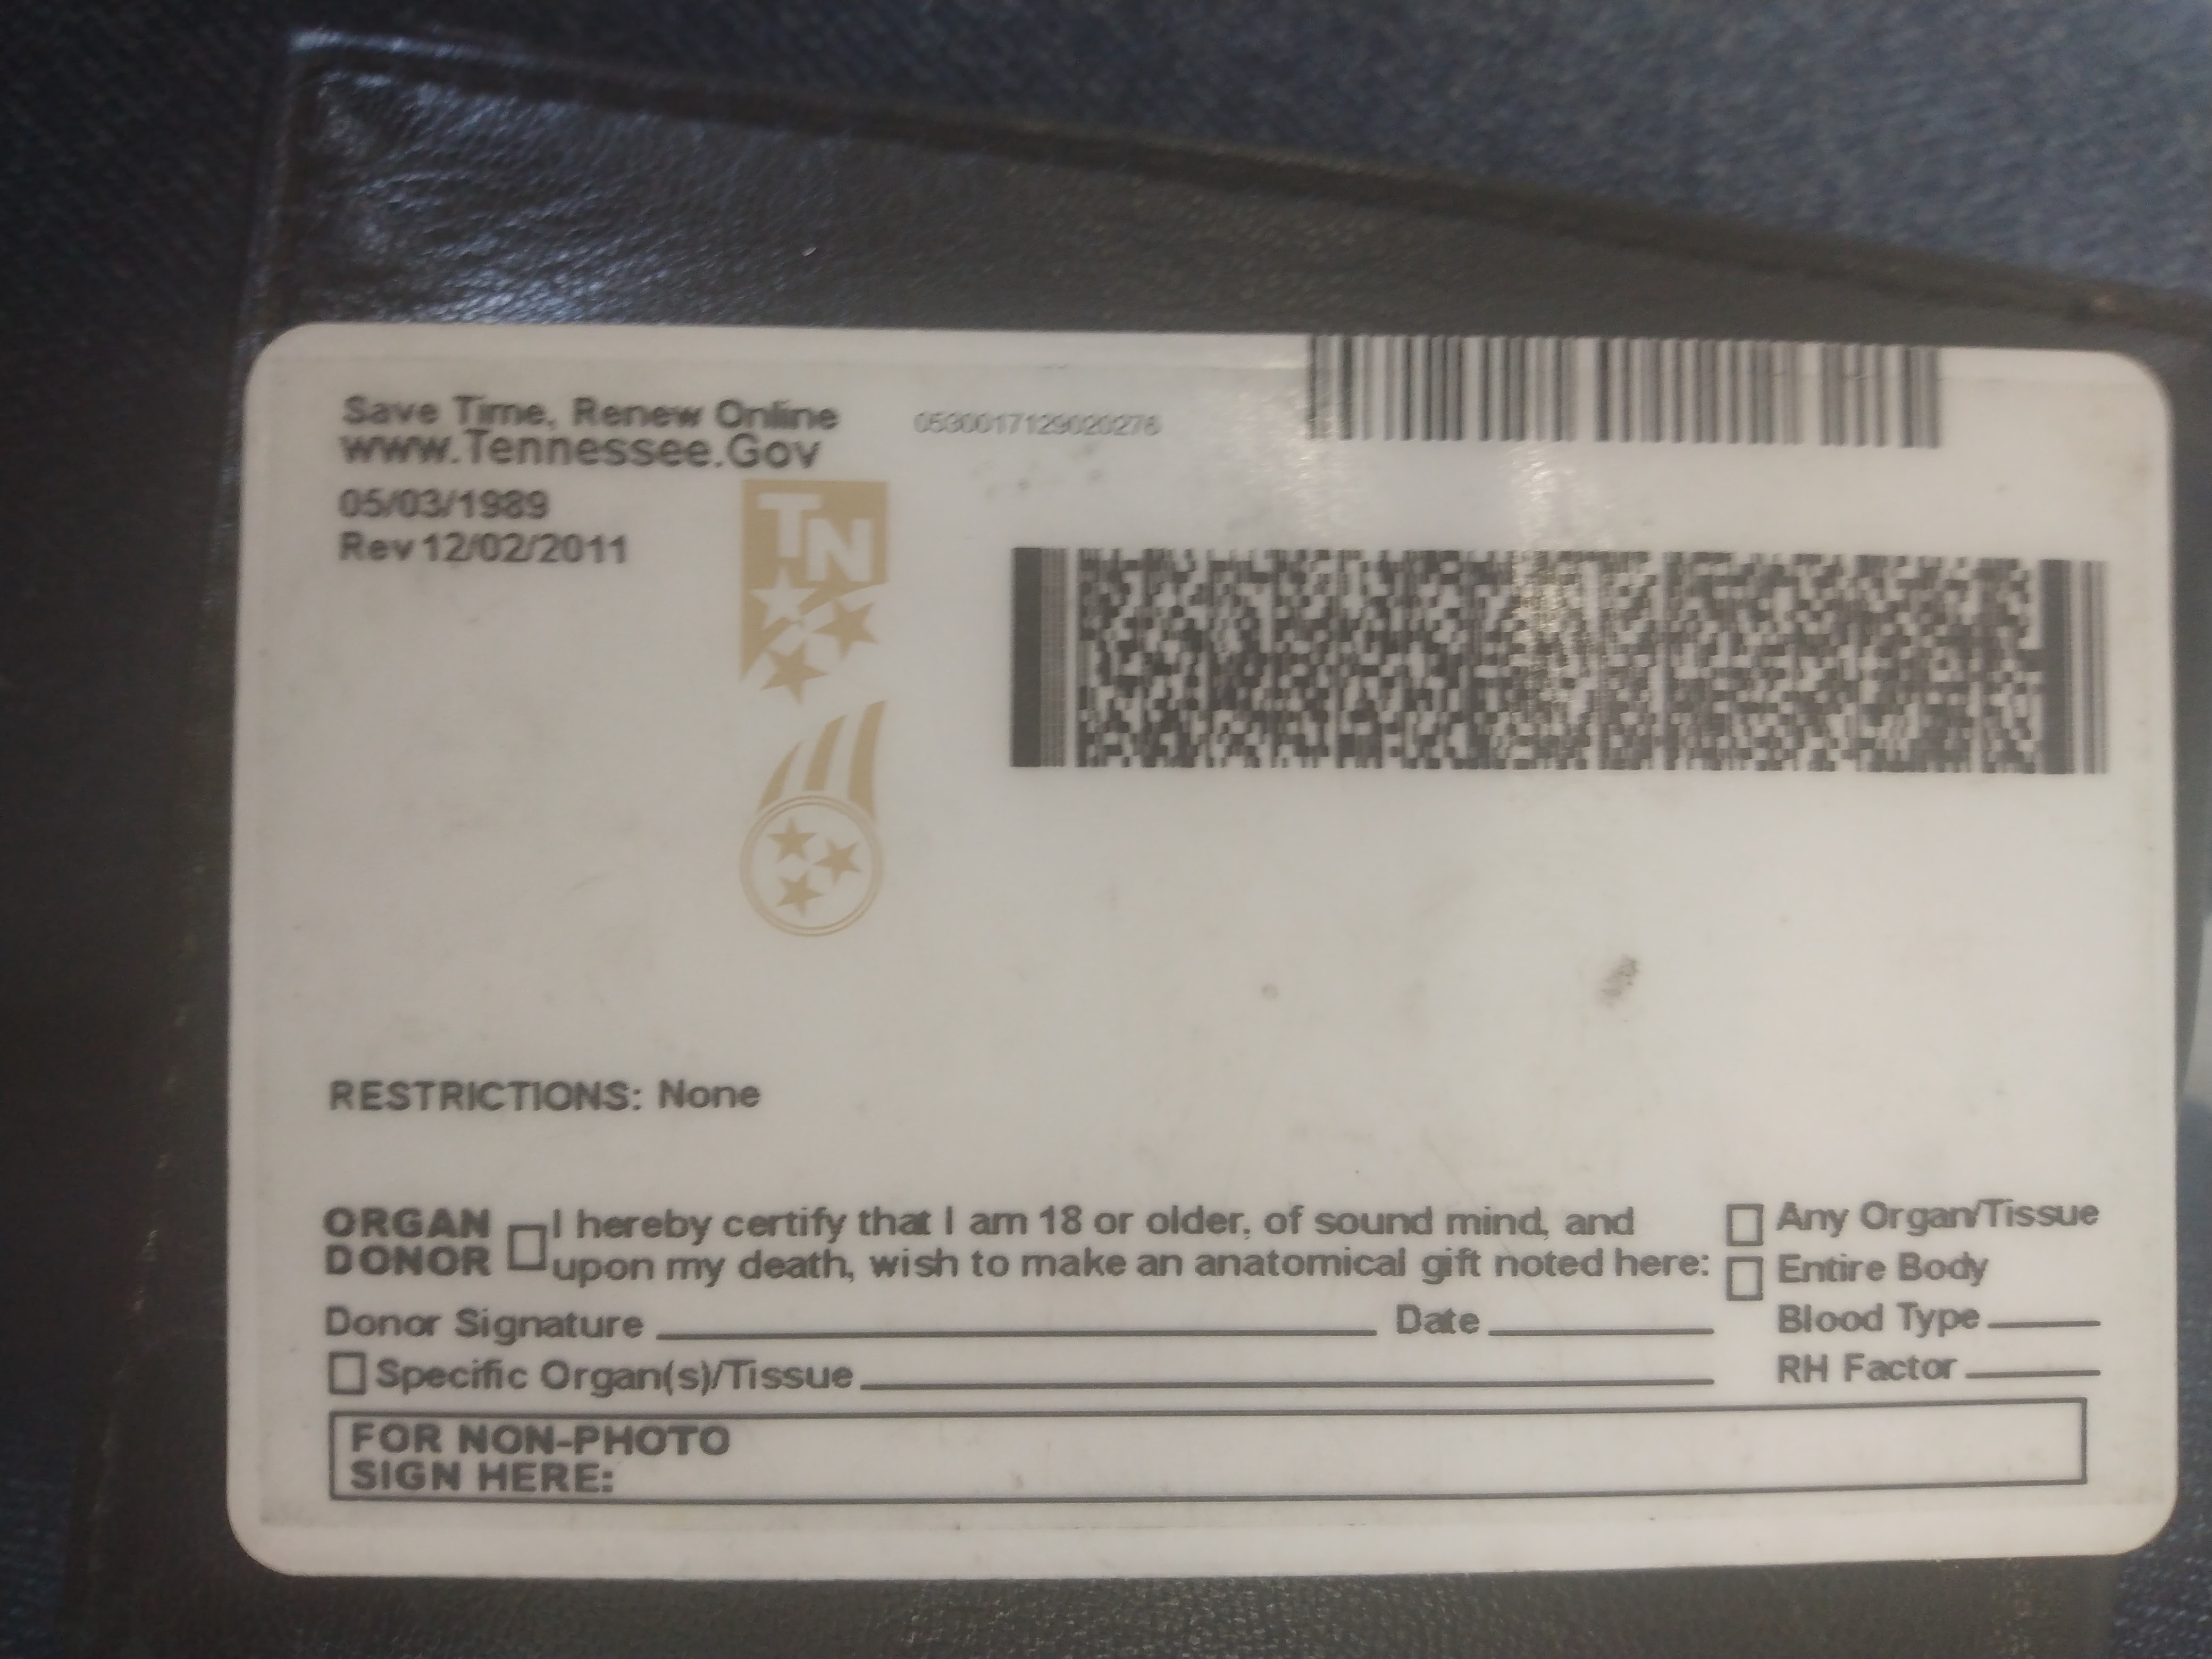 Save Time, Renew Online
www.Tennessee.Gov
0530017129020276
05/03/1989
Rev 12/02/2011
TN
RESTRICTIONS: None
ORGAN DONOR
I hereby certify that I am 18 or older, of sound mind, and
upon my death, wish to make an anatomical gift noted here:
Any Organ/Tissue
Entire Body
Donor Signature
Date
Blood Type
Specific Organ(s)/Tissue
RH Factor
FOR NON-PHOTO
SIGN HERE: